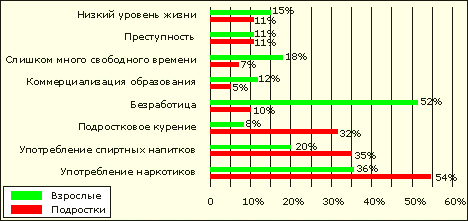 Низкий уровень жизни 15%
11%
Преступность 11%
11%
Слишком много свободного времени 18%
7%
Коммерциализация образования 12%
5%
Безработица 52%
10%
Подростковое курение 8%
32%
Употребление спиртных напитков 20%
35%
Употребление наркотиков 36%
54%
0 10% 20% 30% 40% 50% 60%
Взрослые
Подростки